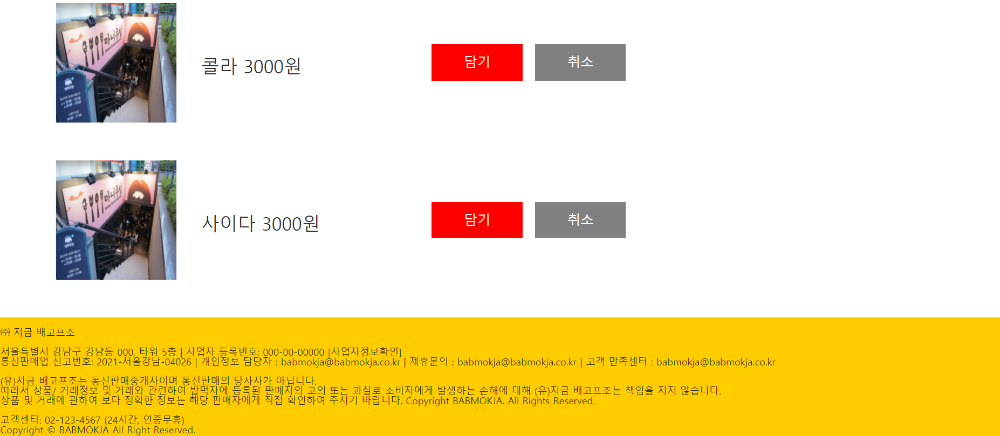 마니주방
콜라 3000원
담기
취소
마니주방
사이다 3000원
담기
취소
㈜ 지금 배고프조
서울특별시 강남구 강남동 000, 타워 5층 | 사업자 등록번호: 000-00-00000 [사업자정보확인]
통신판매업 신고번호: 2021-서울강남-04026 | 개인정보 담당자 : babmokja@babmokja.co.kr | 제휴문의 : babmokja@babmokja.co.kr | 고객 만족센터 : babmokja@babmokja.co.kr
(유)지금 배고프조는 통신판매중개자이며 통신판매의 당사자가 아닙니다.
따라서 상품/ 거래정보 및 거래와 관련하여 밥먹자에 등록된 판매자의 고의 또는 과실로 소비자에게 발생하는 손해에 대해 (유)지금 배고프조는 책임을 지지 않습니다.
상품 및 거래에 관하여 보다 정확한 정보는 해당 판매자에게 직접 확인하여 주시기 바랍니다. Copyright BABMOKJA. All Rights Reserved.
고객센터: 02-123-4567 (24시간, 연중무휴)
Copyright © BABMOKJA All Right Reserved.